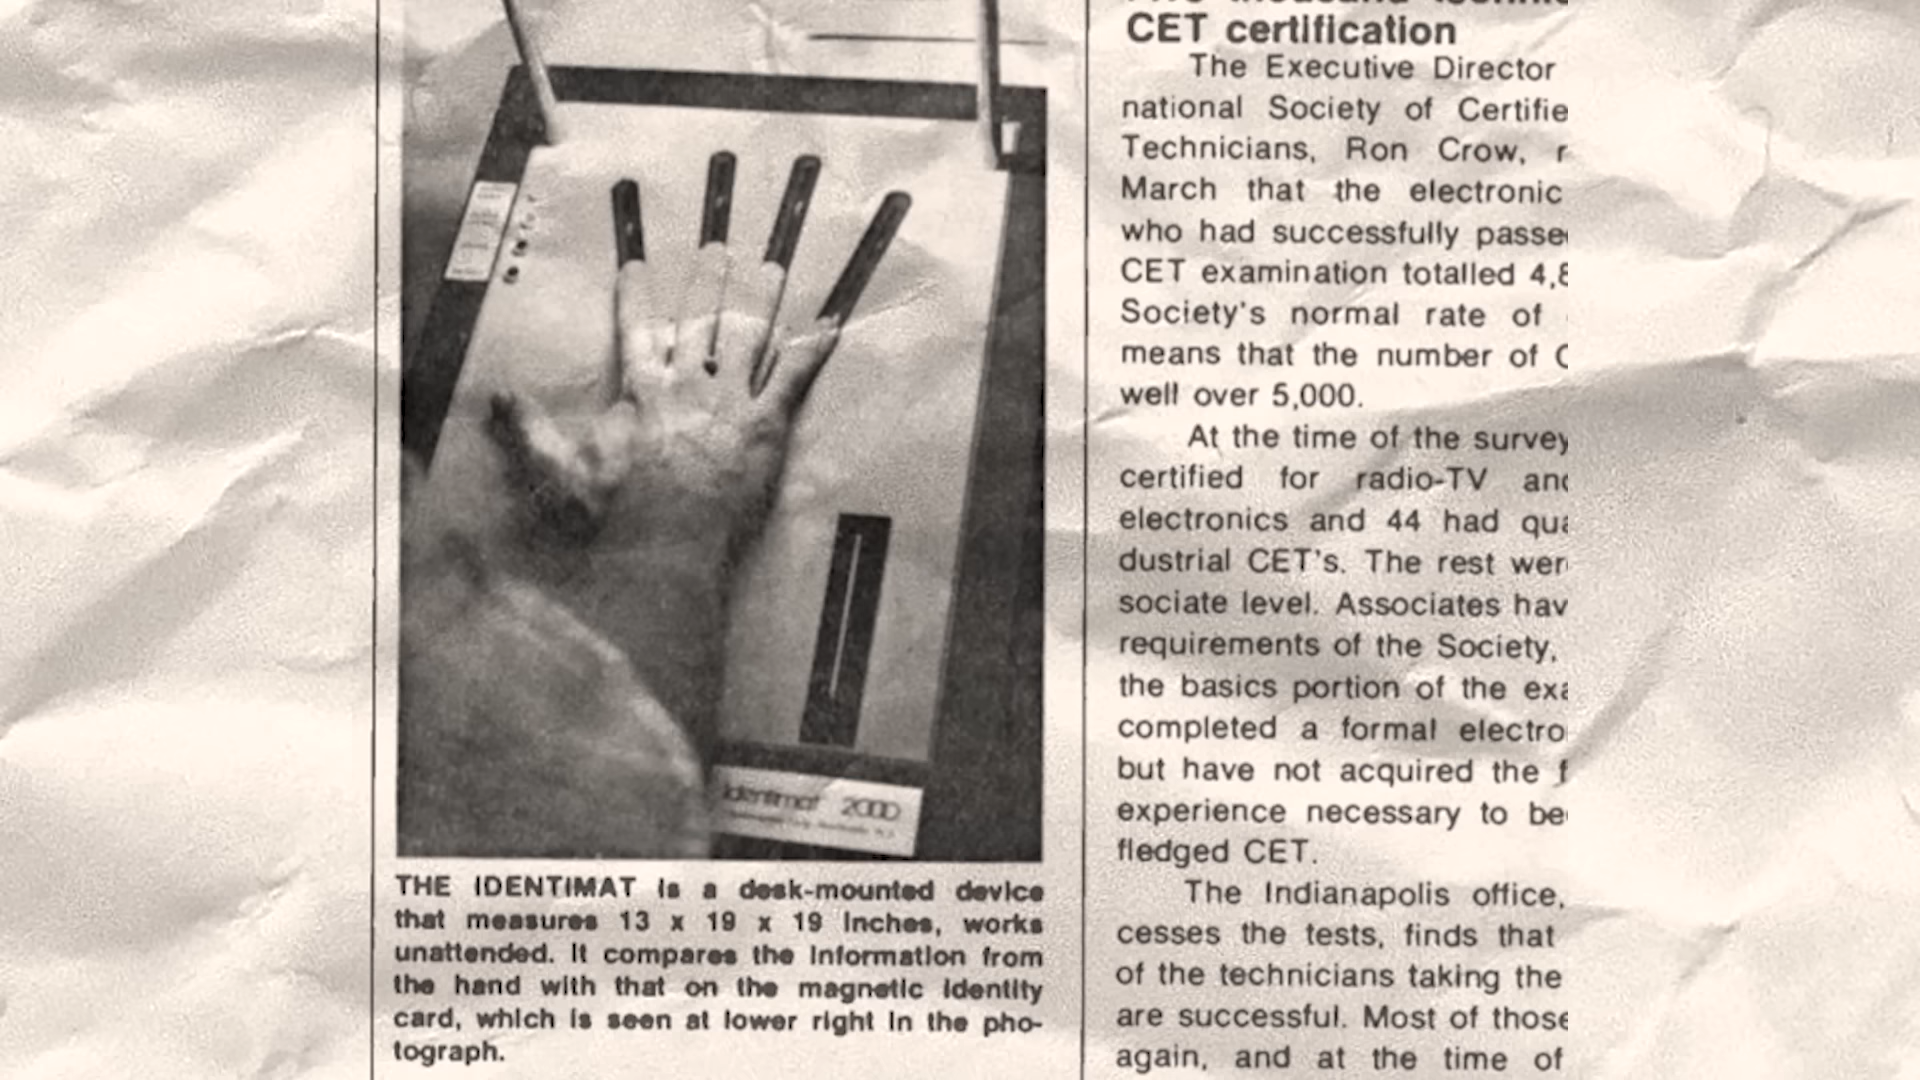 Identimat 2000
THE IDENTIMAT is a desk-mounted device
that measures 13 x 19 x 19 inches, works
unattended. It compares the information from
the hand with that on the magnetic identity
card, which is seen at lower right in the pho-
tograph.
CET certification
The Executive Director
national Society of Certifie
Technicians, Ron Crow, r
March that the electronic
who had successfully passe
CET examination totalled 4,8
Society's normal rate of
means that the number of C
well over 5,000.
At the time of the survey
certified for radio-TV and
electronics and 44 had qua
dustrial CET's. The rest wer
sociate level. Associates hav
requirements of the Society,
the basics portion of the exa
completed a formal electro
but have not acquired the f
experience necessary to be
fledged CET.
The Indianapolis office,
cesses the tests, finds that
of the technicians taking the
are successful. Most of those
again, and at the time of